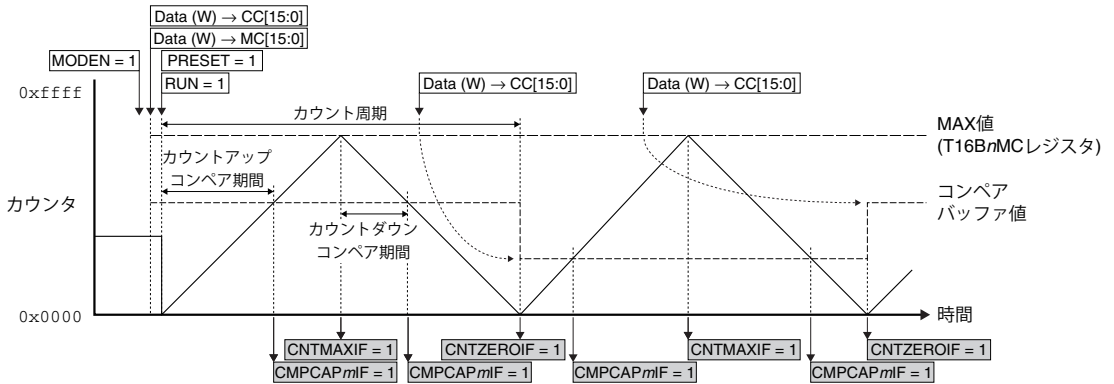 Data (W) → CC[15:0]
Data (W) → MC[15:0]
MODEN = 1
PRESET = 1
RUN = 1
Data (W) → CC[15:0]
Data (W) → CC[15:0]
0xffff
カウント周期
MAX値
(T16BnMCレジスタ)
カウントアップ
コンペア期間
カウンタ
コンペア
バッファ値
カウントダウン
コンペア期間
0x0000
時間
CNTMAXIF = 1
CNTZEROIF = 1
CNTMAXIF = 1
CNTZEROIF = 1
CMPCAPmIF = 1
CMPCAPmIF = 1
CMPCAPmIF = 1
CMPCAPmIF = 1